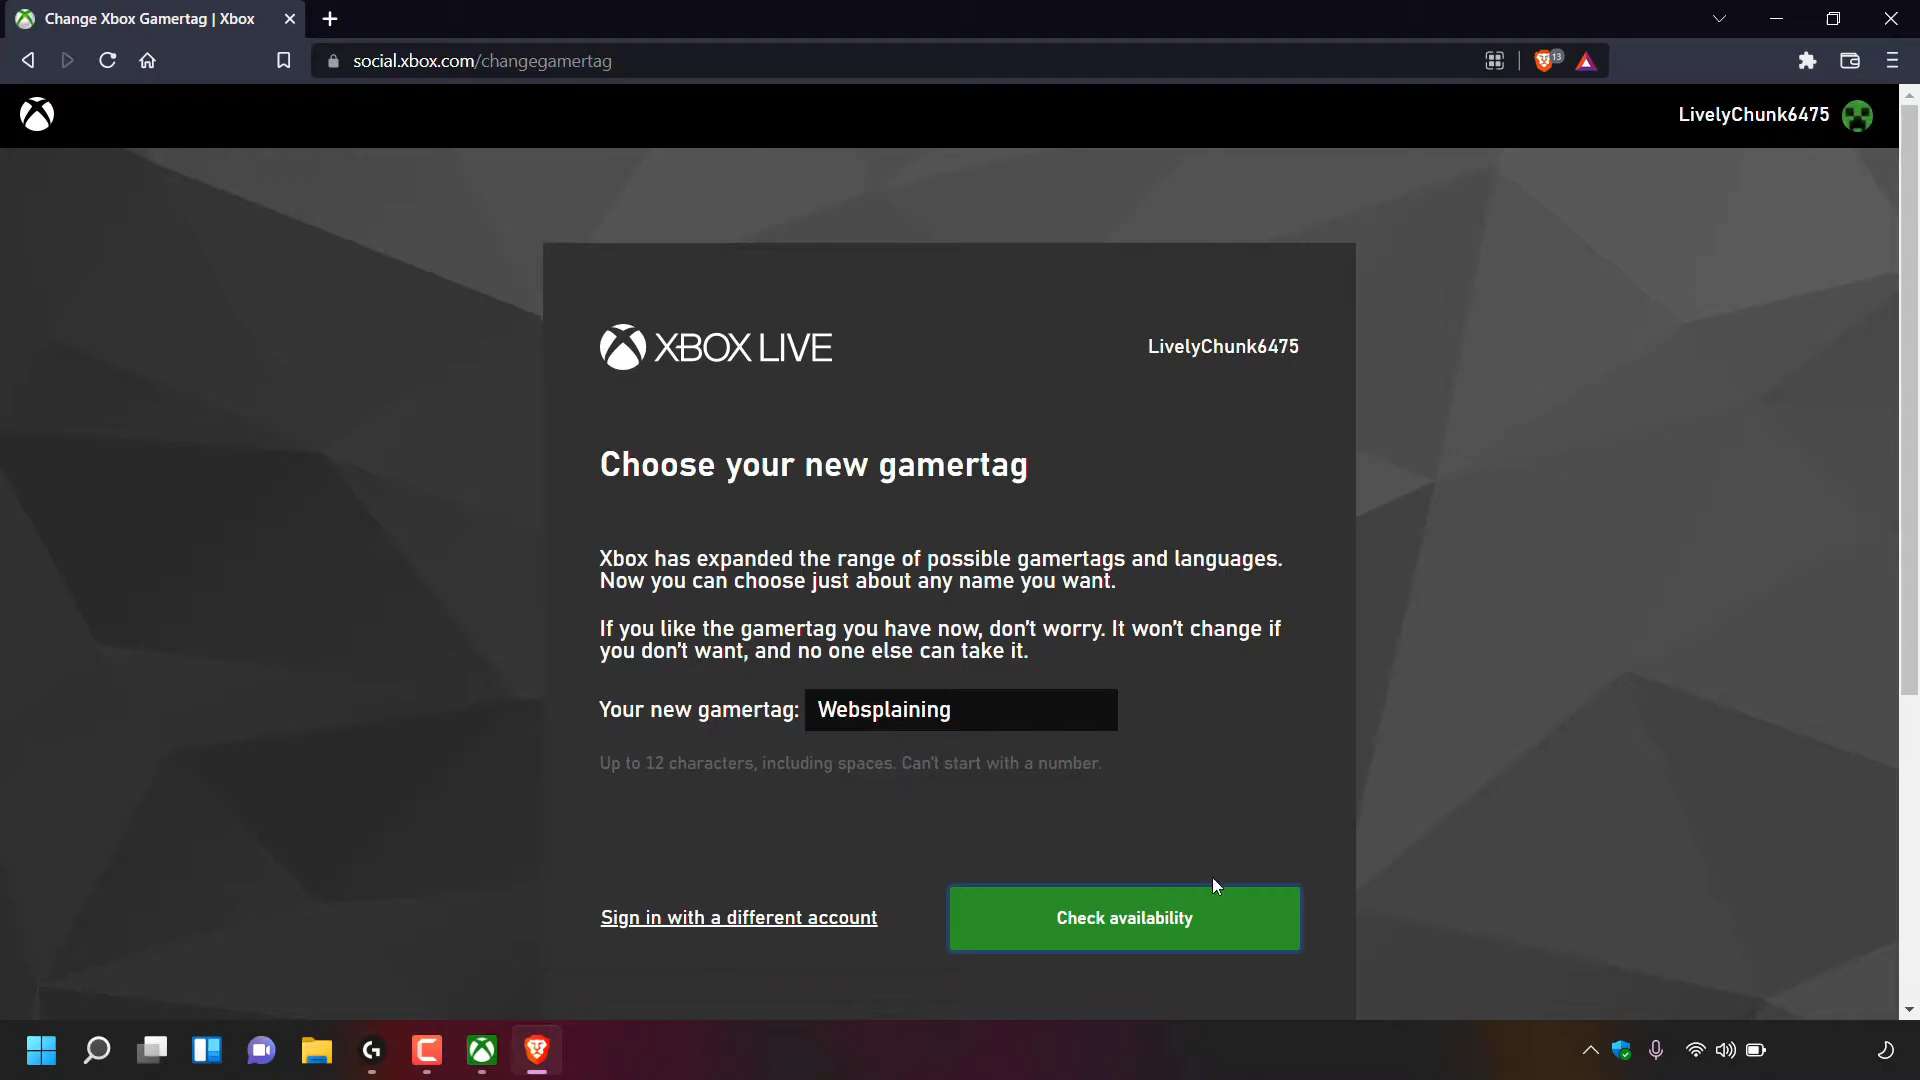 Change Xbox Gamertag | Xbox
social.xbox.com/changegamertag
13
LivelyChunk6475
XBOX LIVE
LivelyChunk6475
Choose your new gamertag
Xbox has expanded the range of possible gamertags and languages.
Now you can choose just about any name you want.
If you like the gamertag you have now, don't worry. It won't change if
you don't want, and no one else can take it.
Your new gamertag: Websplaining
Up to 12 characters, including spaces. Can't start with a number.
Sign in with a different account
Check availability